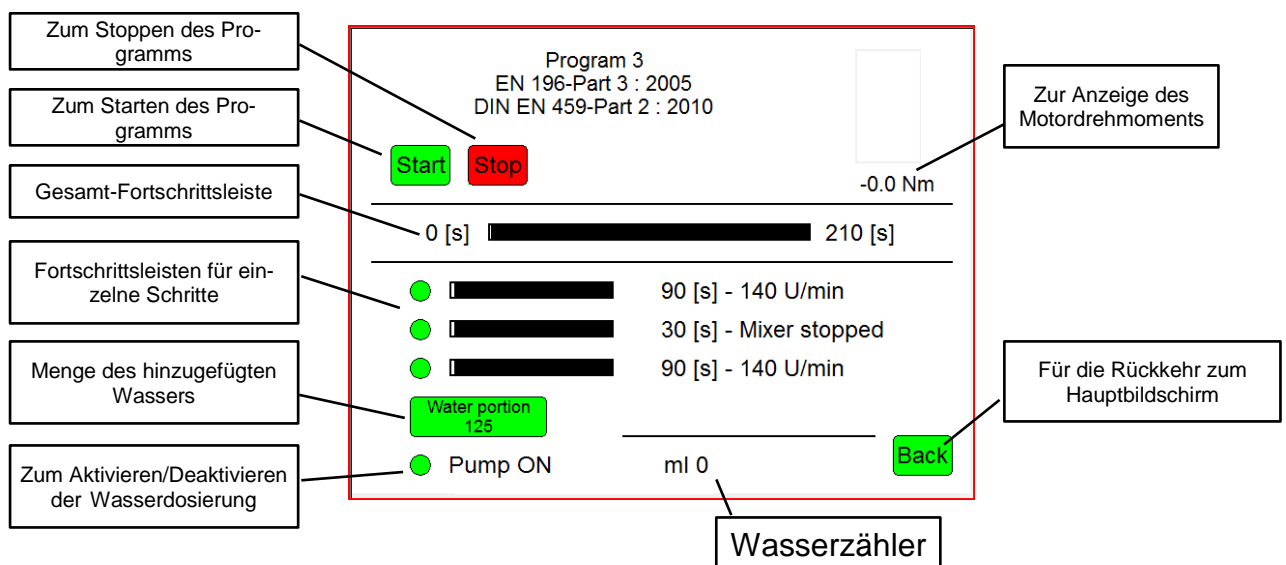 Zum Stoppen des Pro-
gramms
Zum Starten des Pro-
gramms
Gesamt-Fortschrittsleiste
Fortschrittsleisten für ein-
zelne Schritte
Menge des hinzugefügten
Wassers
Zum Aktivieren/Deaktivieren
der Wasserdosierung
Program 3
EN 196-Part 3 : 2005
DIN EN 459-Part 2 : 2010
Start
Stop
-0.0 Nm
0 [s]
210 [s]
90 [s] - 140 U/min
30 [s] - Mixer stopped
90 [s] - 140 U/min
Water portion
125
Pump ON
ml 0
Back
Zur Anzeige des
Motordrehmoments
Für die Rückkehr zum
Hauptbildschirm
Wasserzähler